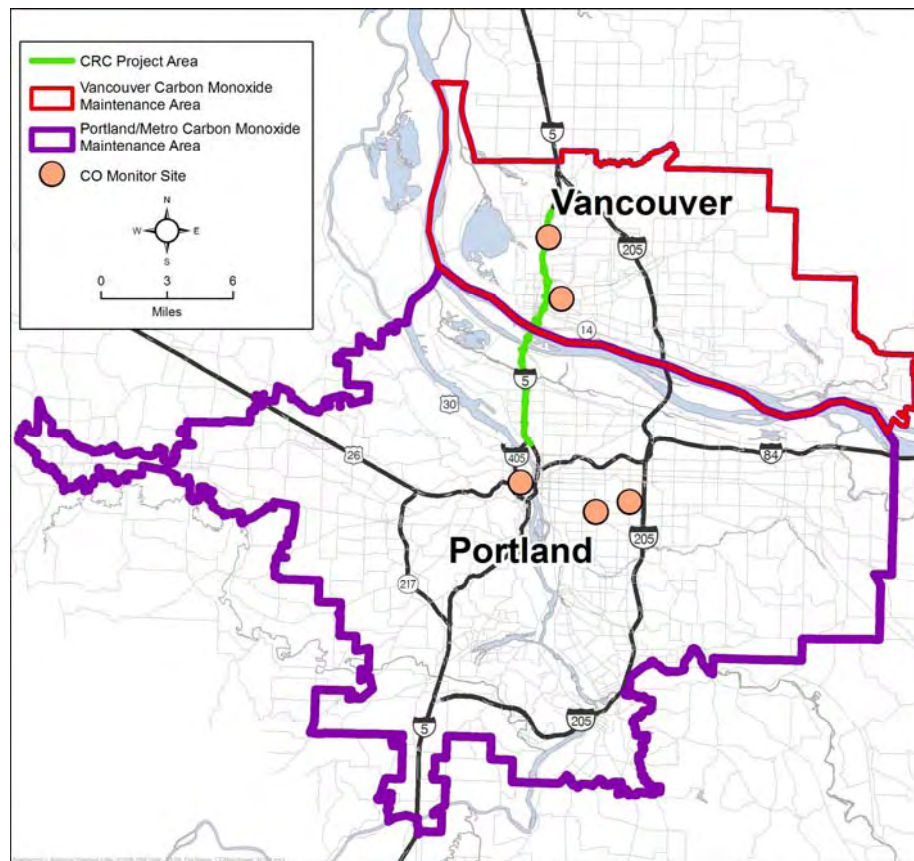 CRC Project Area
Vancouver Carbon Monoxide
Maintenance Area
Portland/Metro Carbon Monoxide
Maintenance Area
CO Monitor Site
N
W
E
S
0 3 6
Miles
5
Vancouver
205
14
5
30
26
405
84
Portland
217
205
205
5